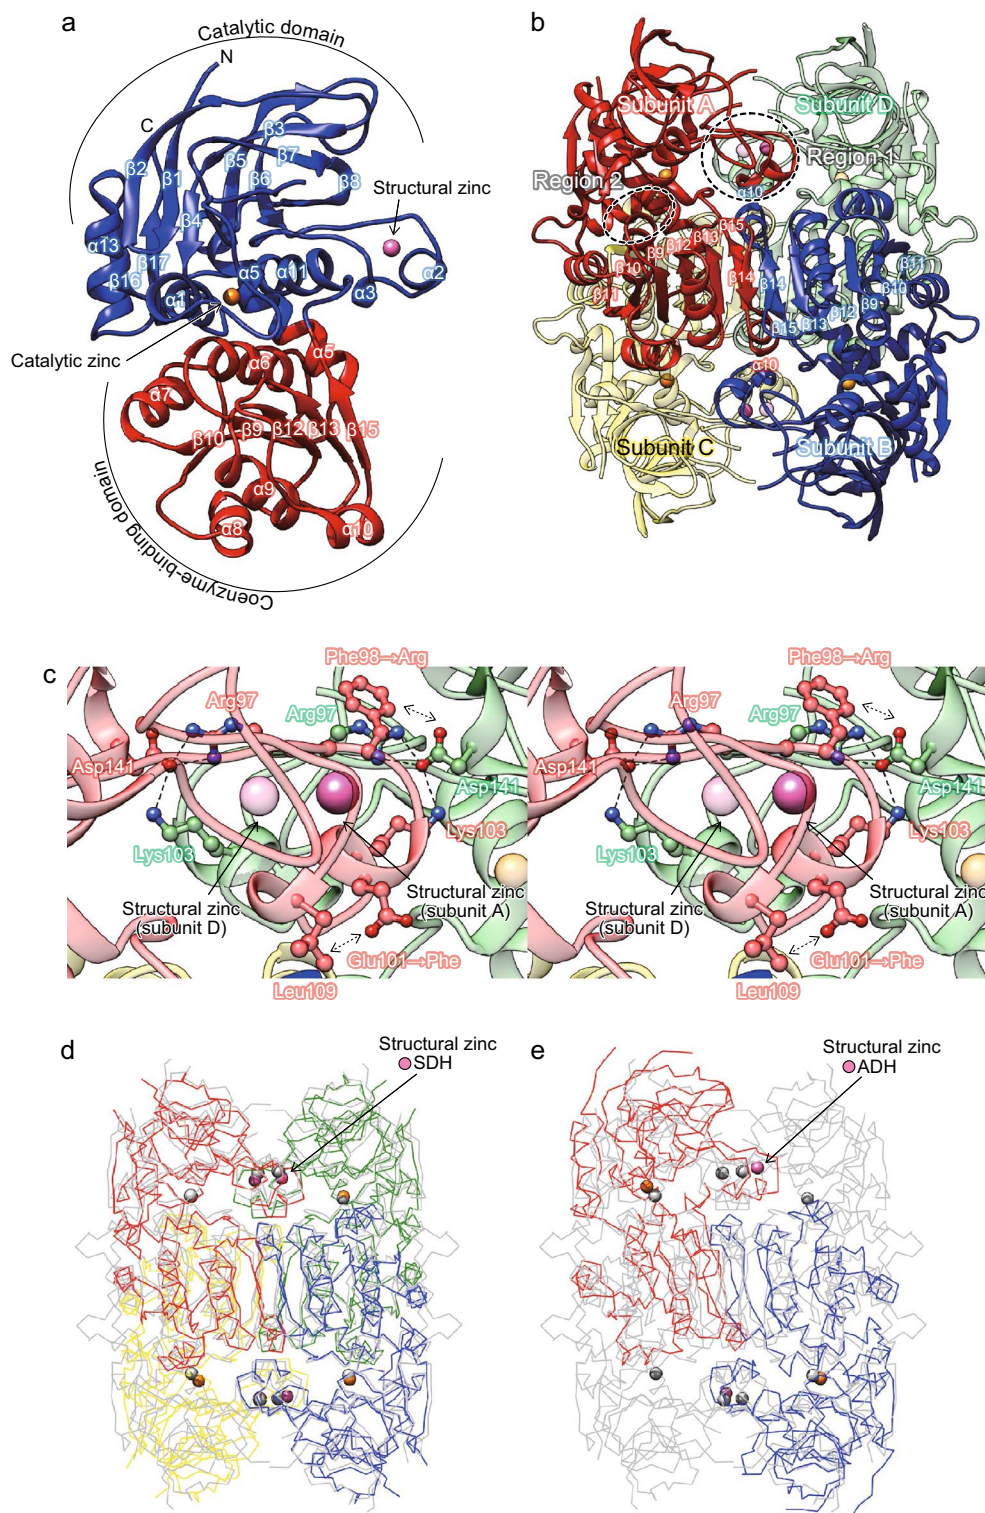 a
Catalytic domain
N
C
β3
β2
β1
β5
β7
β6
β8
Structural zinc
β4
α13
β17
β16
α5
α11
α2
α1
α3
Catalytic zinc
α5
α6
α7
β10
β9
β12
β13
β15
α9
α8
α10
Coenzyme-binding domain
b
Subunit A
Subunit D
Region 1
Region 2
α10
β15
β13
β12
β9
β10
β11
β14
β14
β11
β10
β9
β12
β13
β15
α10
Subunit C
Subunit B
c
Phe98→Arg
Arg97
Arg97
Asp141
Asp141
Lys103
Lys103
Structural zinc
(subunit D)
Structural zinc
(subunit A)
Glu101→Phe
Leu109
Phe98→Arg
Arg97
Arg97
Asp141
Asp141
Lys103
Lys103
Structural zinc
(subunit D)
Structural zinc
(subunit A)
Glu101→Phe
Leu109
d
Structural zinc
SDH
e
Structural zinc
ADH